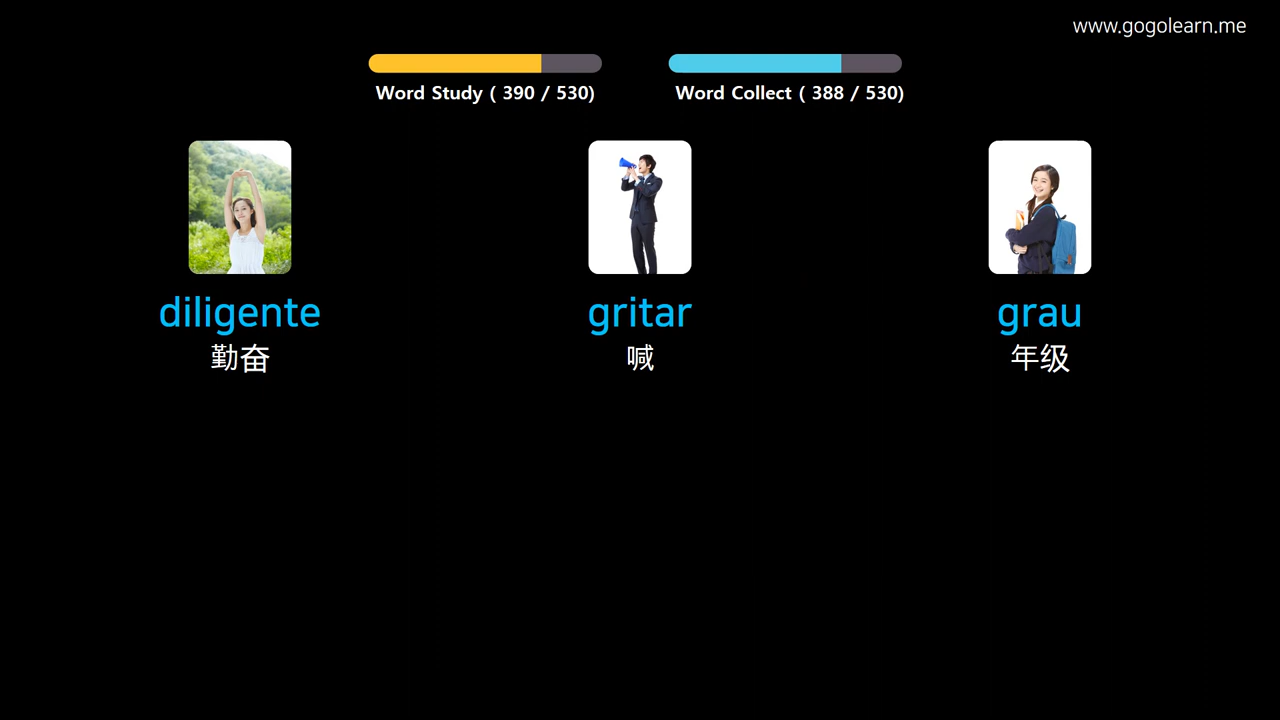 www.gogolearn.me
Word Study ( 390 / 530)
Word Collect ( 388 / 530)
diligente
勤奋
gritar
喊
grau
年级